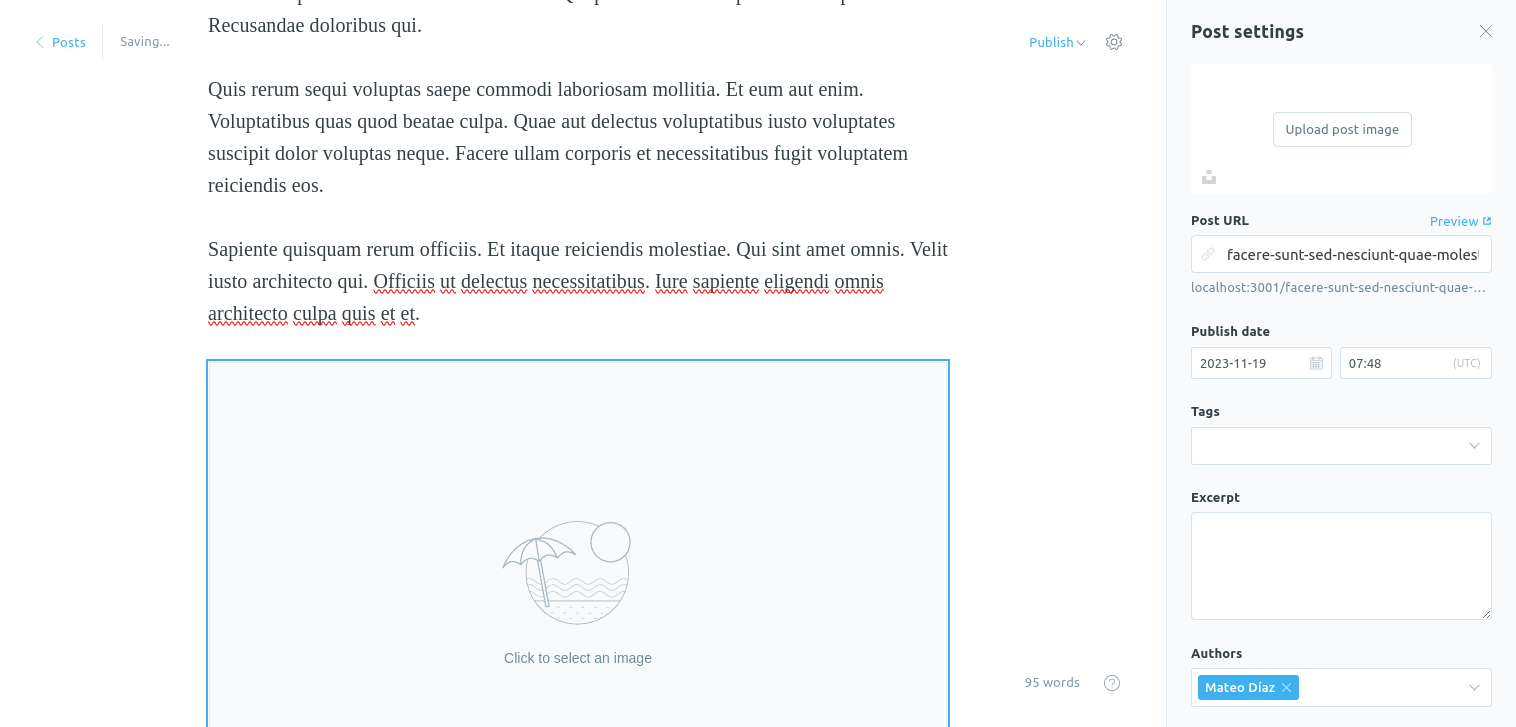 Recusandae doloribus qui.
Posts
Saving...
Publish
Quis rerum sequi voluptas saepe commodi laboriosam mollitia. Et eum aut enim.
Voluptatibus quas quod beatae culpa. Quae aut delectus voluptatibus iusto voluptates
suscipit dolor voluptas neque. Facere ullam corporis et necessitatibus fugit voluptatem
reiciendis eos.
Sapiente quisquam rerum officiis. Et itaque reiciendis molestiae. Qui sint amet omnis. Velit
iusto architecto qui. Officiis ut delectus necessitatibus. Iure sapiente eligendi omnis
architecto culpa quis et et.
Click to select an image
95 words
Post settings
Upload post image
Post URL
Preview
facere-sunt-sed-nesciunt-quae-moles
localhost:3001/facere-sunt-sed-nesciunt-quae-...
Publish date
2023-11-19
07:48
(UTC)
Tags
Excerpt
Authors
Mateo Díaz